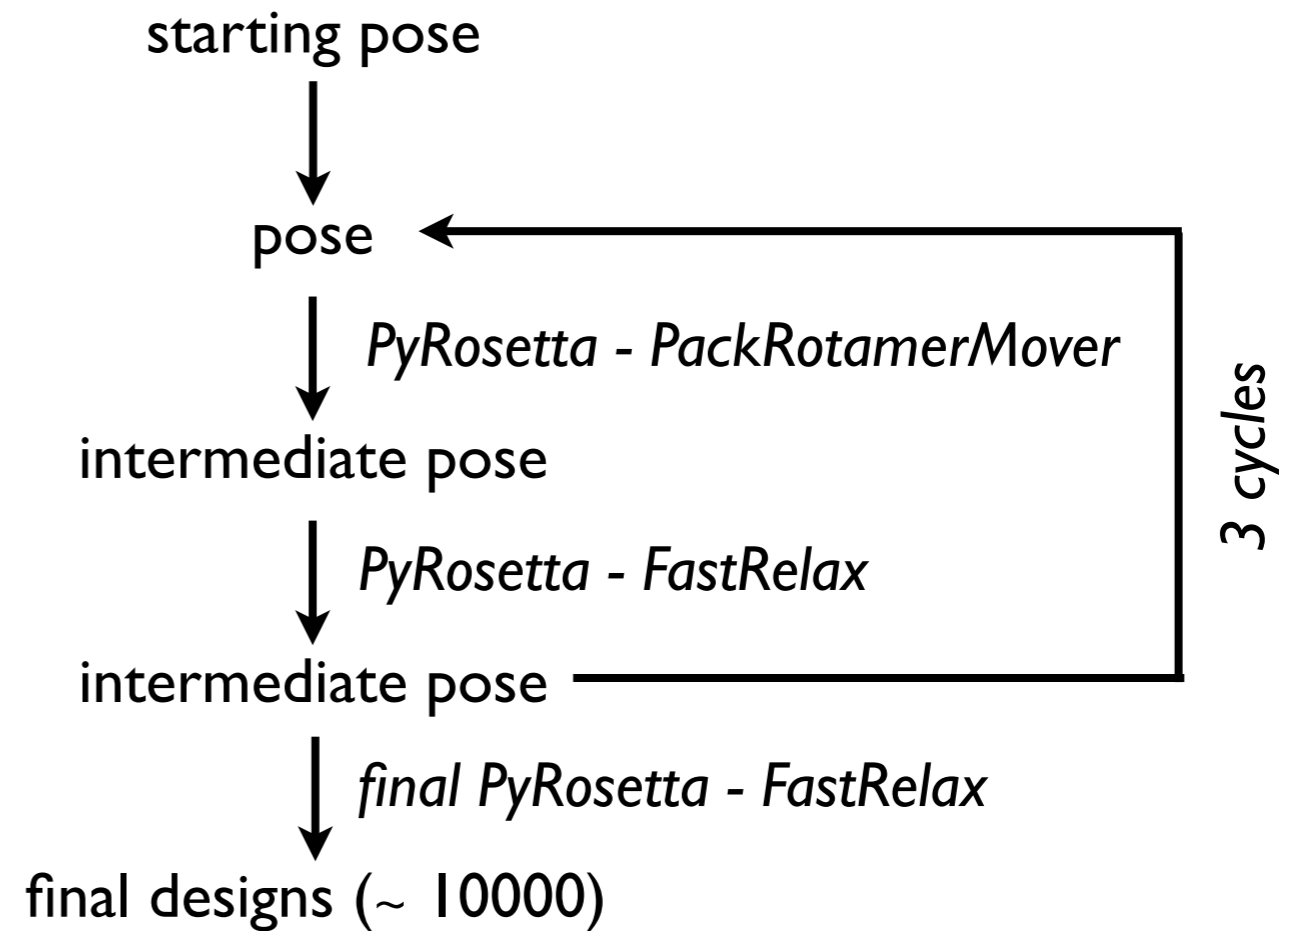 starting pose
pose
PyRosetta - PackRotamerMover
intermediate pose
PyRosetta - FastRelax
intermediate pose
3 cycles
final PyRosetta - FastRelax
final designs (~ 10000)